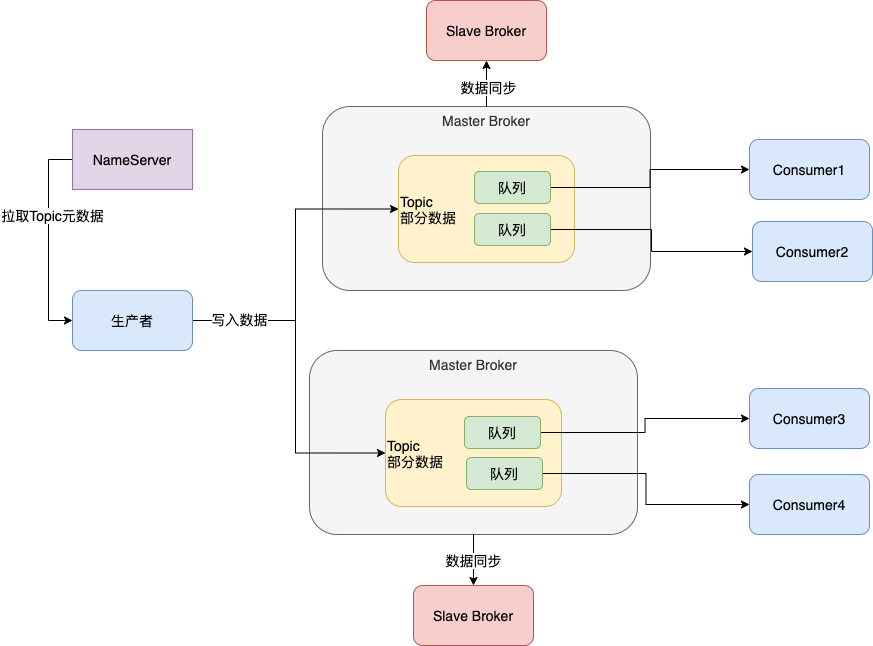 Slave Broker
数据同步
Master Broker
NameServer
拉取Topic元数据
Topic
部分数据
队列
队列
Consumer1
Consumer2
生产者
写入数据
Master Broker
Topic
部分数据
队列
队列
Consumer3
Consumer4
数据同步
Slave Broker